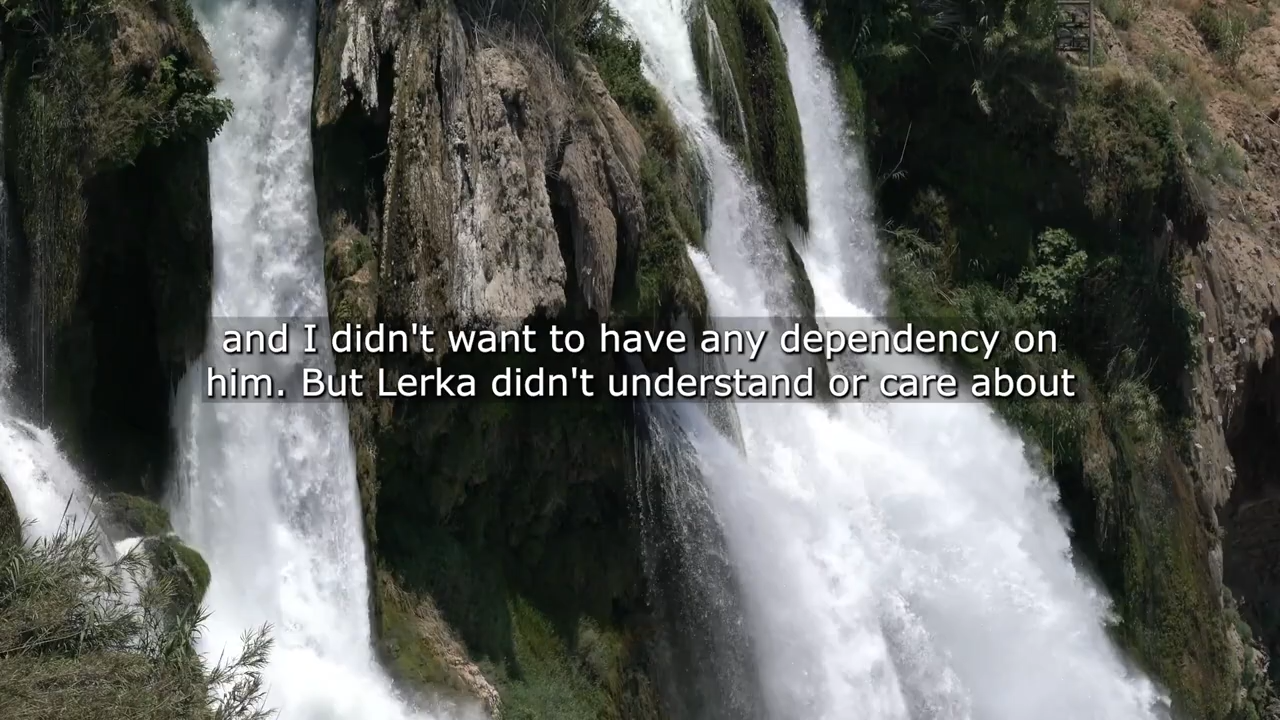 and I didn't want to have any dependency on
him. But Lerka didn't understand or care about